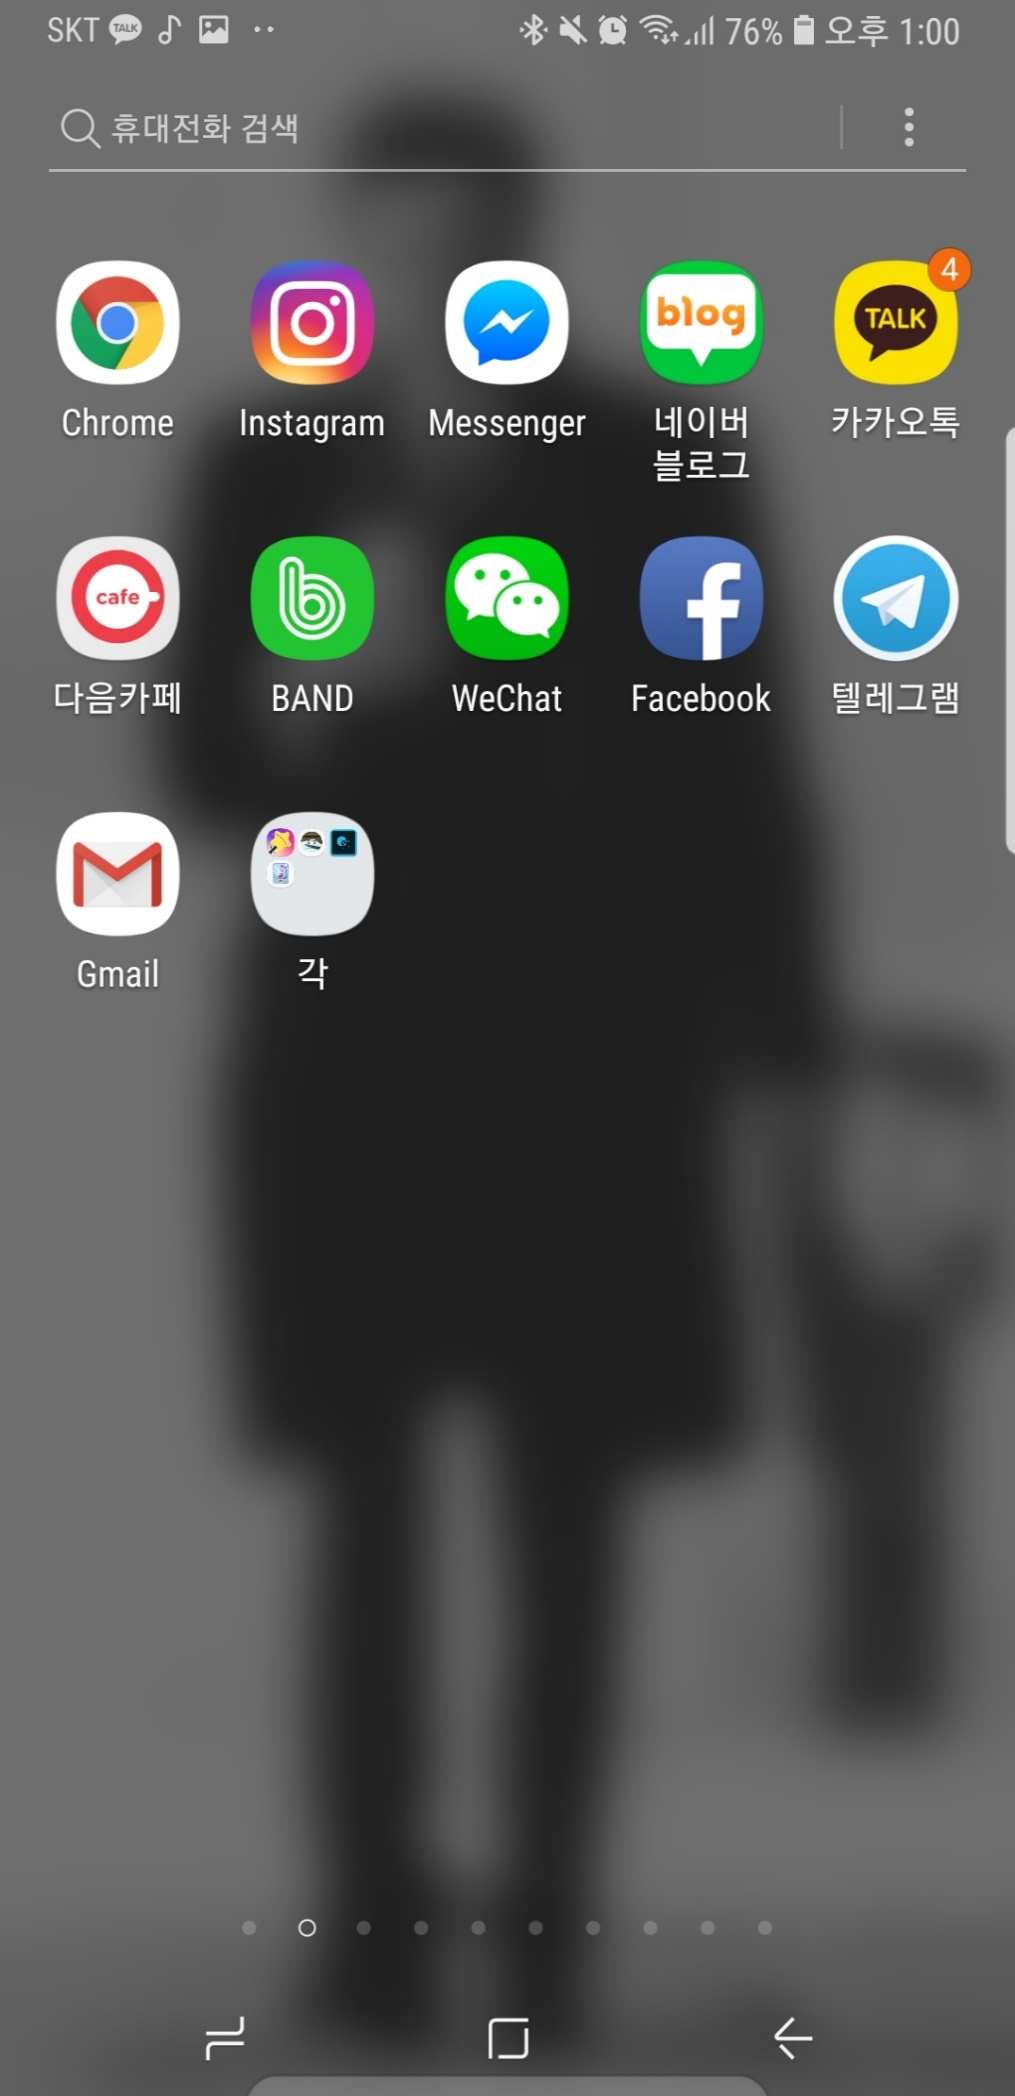 SKT TALK 76% 오후 1:00
휴대전화 검색
blog TALK 4
Chrome Instagram Messenger 네이버 블로그 카카오톡
cafe
다음카페 BAND WeChat Facebook 텔레그램
Gmail 각